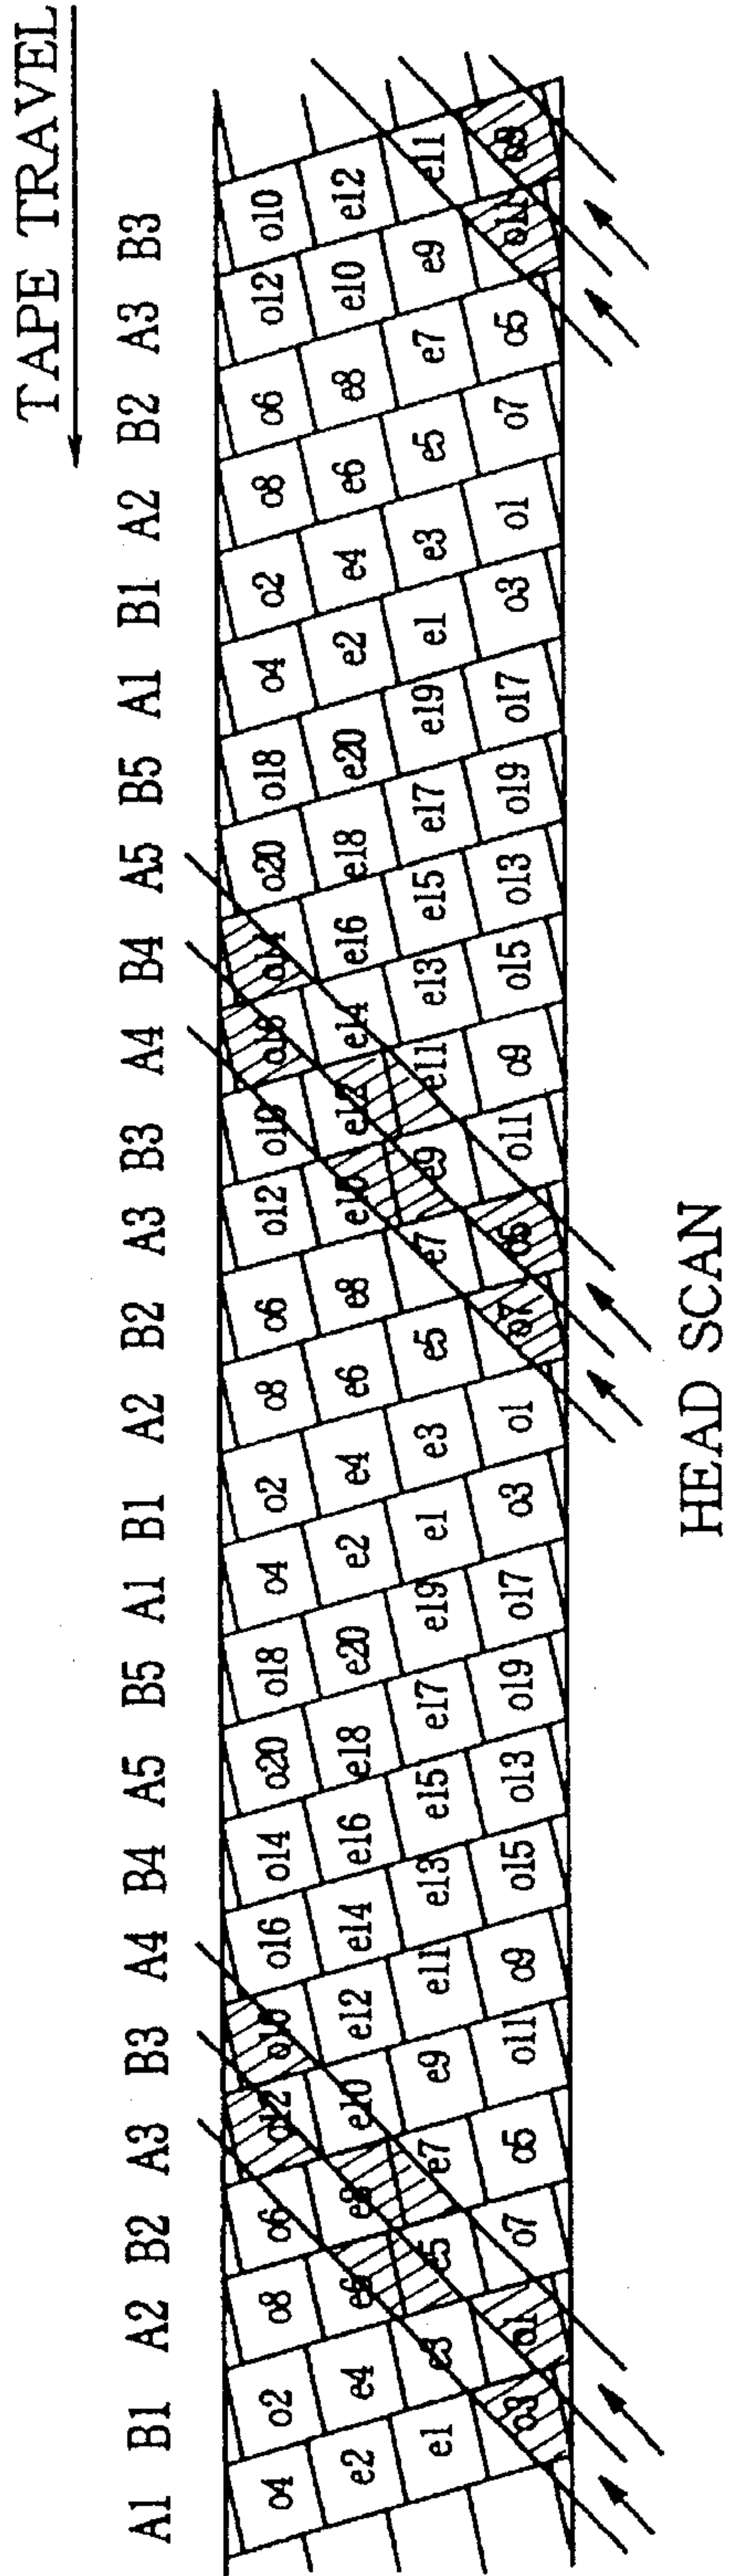 TAPE TRAVEL
A1 B1 A2 B2 A3 B3 A4 B4 A5 B5 A1 B1 A2 B2 A3 B3 A4 B4 A5 B5 A1 B1 A2 B2 A3 B3
o4 o2 o8 o6 o12 o10 o16 o14 o20 o18 o4 o2 o8 o6 o12 o10 o16 o14 o20 o18 o4 o2 o8 o6 o12 o10
e2 e4 e6 e8 e10 e12 e14 e16 e18 e20 e2 e4 e6 e8 e10 e12 e14 e16 e18 e20 e2 e4 e6 e8 e10 e12
e1 e3 e5 e7 e9 e11 e13 e15 e17 e19 e1 e3 e5 e7 e9 e11 e13 e15 e17 e19 e1 e3 e5 e7 e9 e11
o3 o1 o7 o5 o11 o9 o15 o13 o19 o17 o3 o1 o7 o5 o11 o9 o15 o13 o19 o17 o3 o1 o7 o5 o11 o9
HEAD SCAN